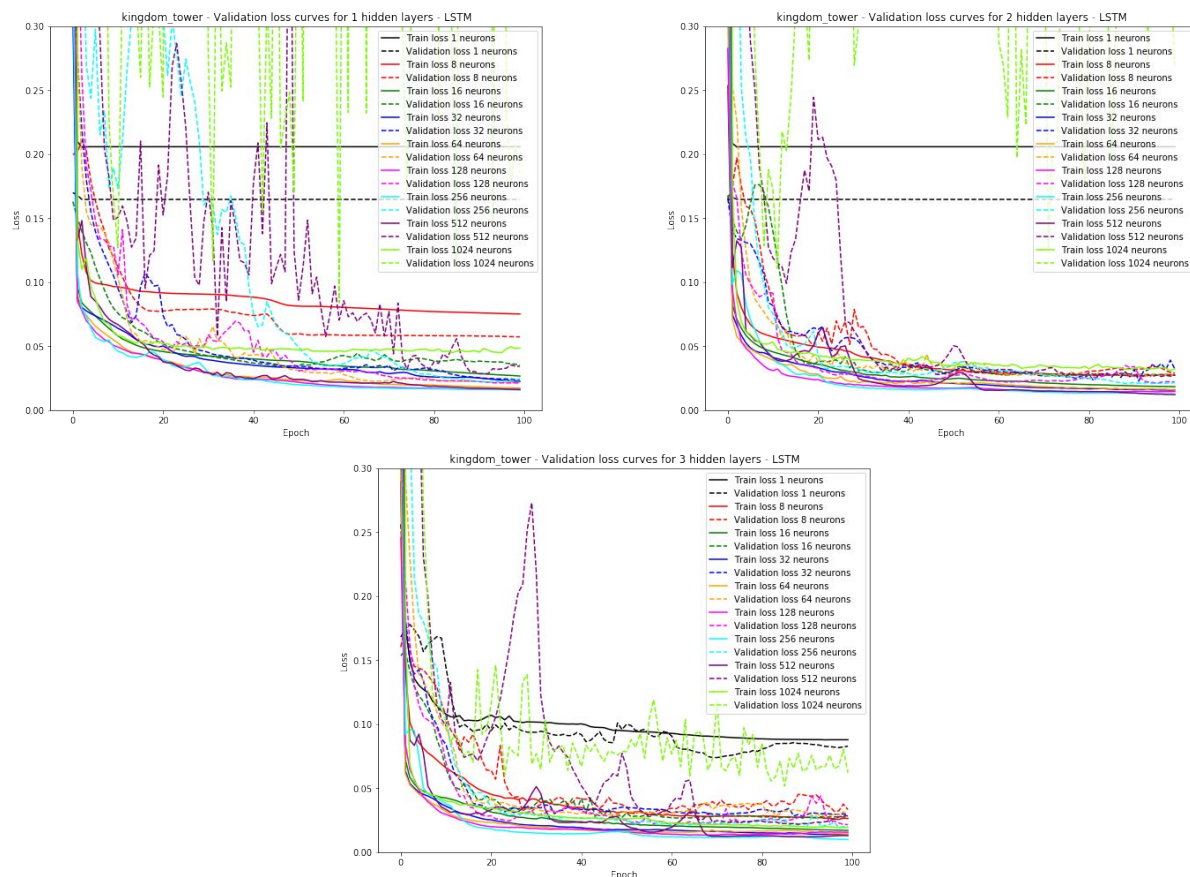 kingdom_tower - Validation loss curves for 1 hidden layers - LSTM
0.30
0.25
0.20
0.15
0.10
0.05
0.00
Loss
0
20
40
60
80
100
Epoch
Train loss 1 neurons
Validation loss 1 neurons
Train loss 8 neurons
Validation loss 8 neurons
Train loss 16 neurons
Validation loss 16 neurons
Train loss 32 neurons
Validation loss 32 neurons
Train loss 64 neurons
Validation loss 64 neurons
Train loss 128 neurons
Validation loss 128 neurons
Train loss 256 neurons
Validation loss 256 neurons
Train loss 512 neurons
Validation loss 512 neurons
Train loss 1024 neurons
Validation loss 1024 neurons
kingdom_tower - Validation loss curves for 2 hidden layers - LSTM
0.30
0.25
0.20
0.15
0.10
0.05
0.00
Loss
0
20
40
60
80
100
Epoch
Train loss 1 neurons
Validation loss 1 neurons
Train loss 8 neurons
Validation loss 8 neurons
Train loss 16 neurons
Validation loss 16 neurons
Train loss 32 neurons
Validation loss 32 neurons
Train loss 64 neurons
Validation loss 64 neurons
Train loss 128 neurons
Validation loss 128 neurons
Train loss 256 neurons
Validation loss 256 neurons
Train loss 512 neurons
Validation loss 512 neurons
Train loss 1024 neurons
Validation loss 1024 neurons
kingdom_tower - Validation loss curves for 3 hidden layers - LSTM
0.30
0.25
0.20
0.15
0.10
0.05
0.00
Loss
0
20
40
60
80
100
Epoch
Train loss 1 neurons
Validation loss 1 neurons
Train loss 8 neurons
Validation loss 8 neurons
Train loss 16 neurons
Validation loss 16 neurons
Train loss 32 neurons
Validation loss 32 neurons
Train loss 64 neurons
Validation loss 64 neurons
Train loss 128 neurons
Validation loss 128 neurons
Train loss 256 neurons
Validation loss 256 neurons
Train loss 512 neurons
Validation loss 512 neurons
Train loss 1024 neurons
Validation loss 1024 neurons